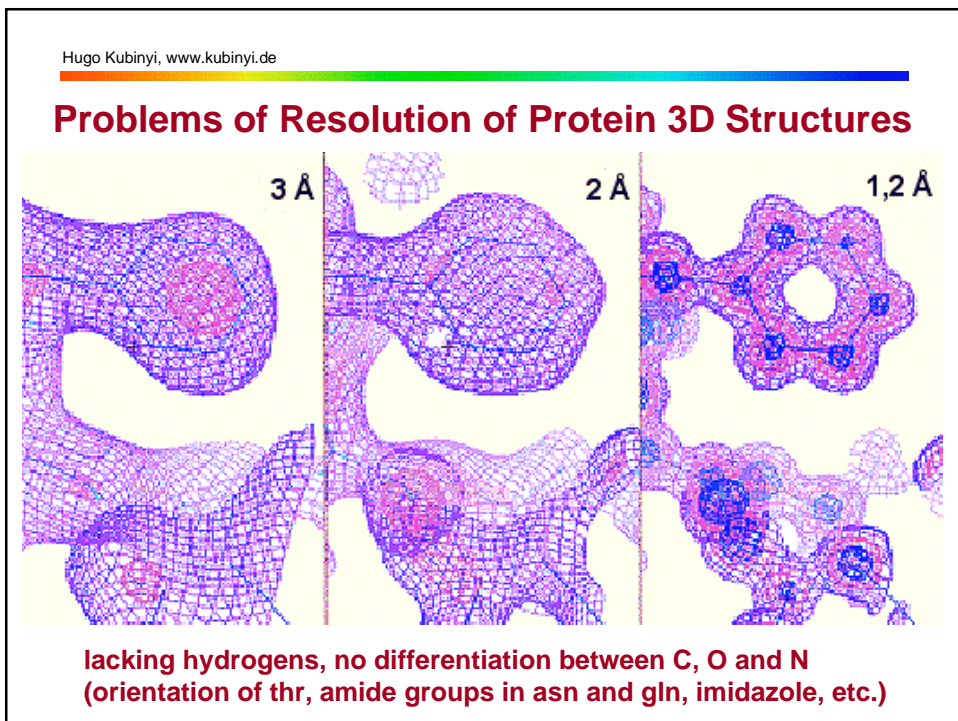 Hugo Kubinyi, www.kubinyi.de
Problems of Resolution of Protein 3D Structures
3 Å
2 Å
1,2 Å
lacking hydrogens, no differentiation between C, O and N
(orientation of thr, amide groups in asn and gln, imidazole, etc.)